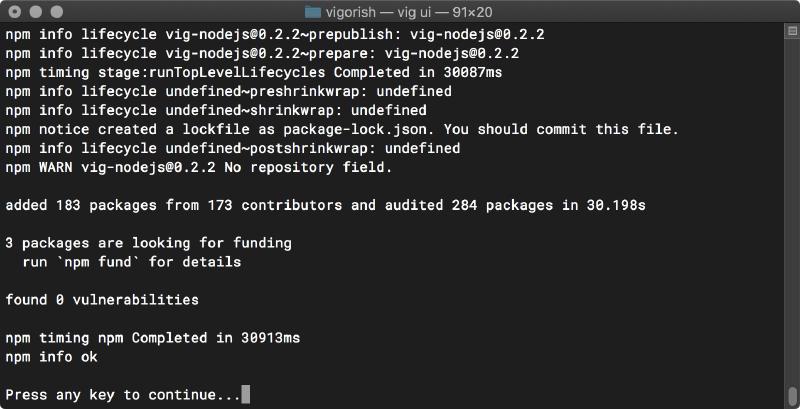 vigorish — vig ui — 91×20
npm info lifecycle vig-nodejs@0.2.2~prepublish: vig-nodejs@0.2.2
npm info lifecycle vig-nodejs@0.2.2~prepare: vig-nodejs@0.2.2
npm timing stage:runTopLevelLifecycles Completed in 30087ms
npm info lifecycle undefined~preshrinkwrap: undefined
npm info lifecycle undefined~shrinkwrap: undefined
npm notice created a lockfile as package-lock.json. You should commit this file.
npm info lifecycle undefined~postshrinkwrap: undefined
npm WARN vig-nodejs@0.2.2 No repository field.
added 183 packages from 173 contributors and audited 284 packages in 30.198s
3 packages are looking for funding
  run `npm fund` for details
found 0 vulnerabilities
npm timing npm Completed in 30913ms
npm info ok
Press any key to continue...